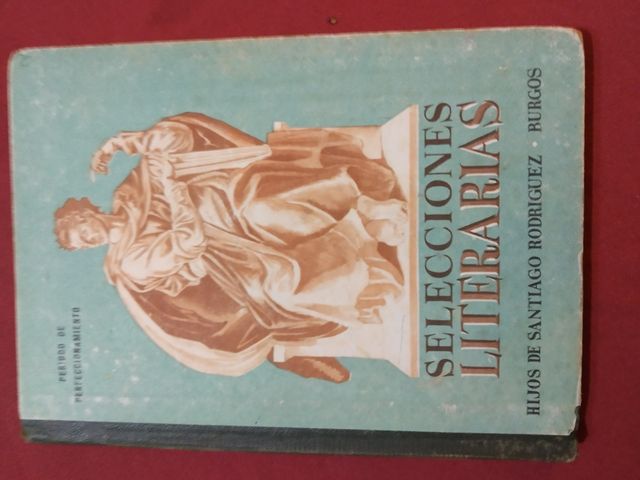 PERIODO DE
PERFECCIONAMIENTO
SELECCIONES
LITERARIAS
HIJOS DE SANTIAGO RODRIGUEZ · BURGOS